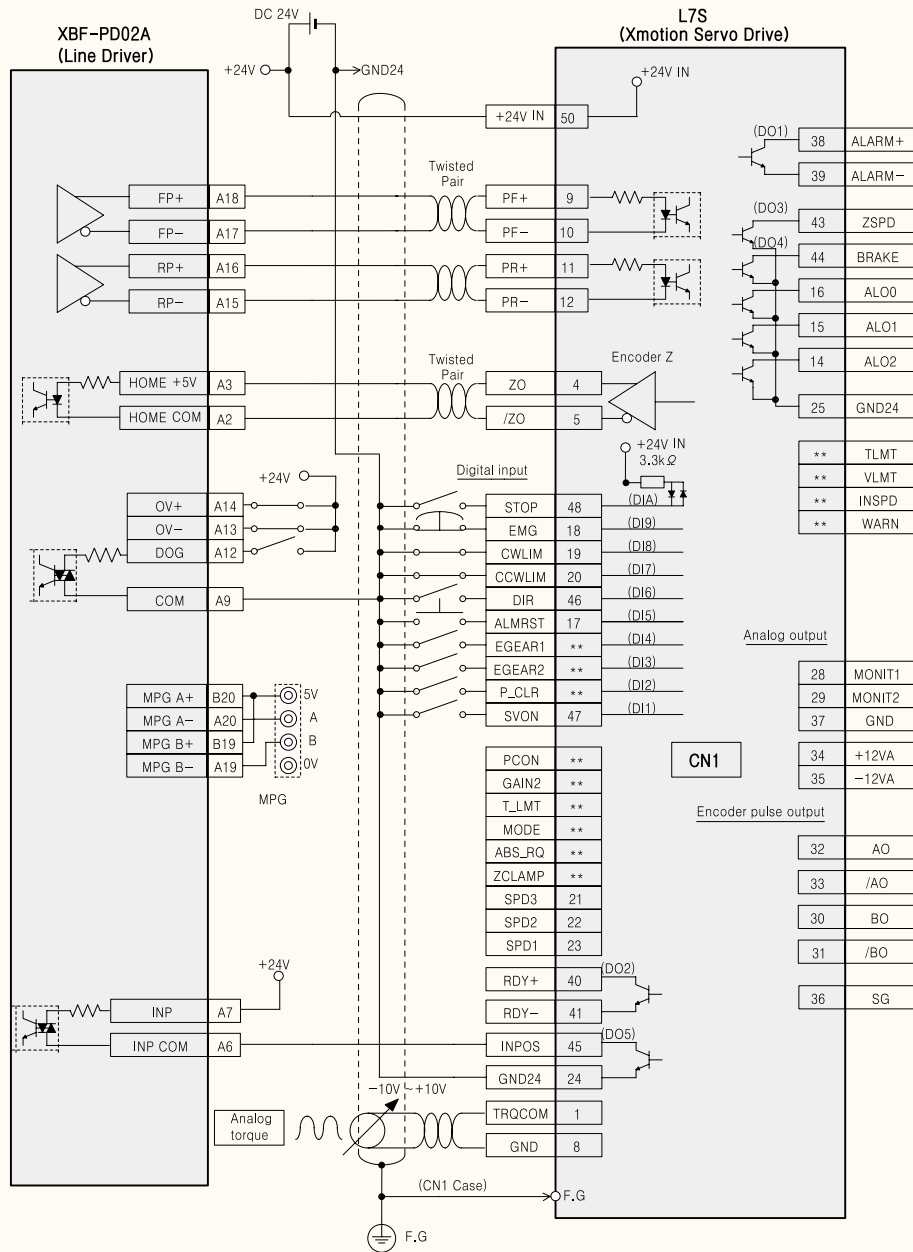 XBF-PD02A
(Line Driver)
DC 24V
+24V
GND24
L7S
(Xmotion Servo Drive)
+24V IN
+24V IN 50
(DO1) 38 ALARM+
39 ALARM-
Twisted
Pair
FP+ A18
PF+ 9
FP- A17
PF- 10
RP+ A16
PR+ 11
RP- A15
PR- 12
(DO3) 43 ZSPD
(DO4) 44 BRAKE
16 ALO0
15 ALO1
14 ALO2
25 GND24
Twisted
Pair
Encoder Z
HOME +5V A3
ZO 4
HOME COM A2
/ZO 5
+24V IN
3.3kΩ
** TLMT
** VLMT
** INSPD
** WARN
+24V
Digital input
OV+ A14
OV- A13
DOG A12
COM A9
STOP 48 (DIA)
EMG 18 (DI9)
CWLIM 19 (DI8)
CCWLIM 20 (DI7)
DIR 46 (DI6)
ALMRST 17 (DI5)
EGEAR1 ** (DI4)
EGEAR2 ** (DI3)
P_CLR ** (DI2)
SVON 47 (DI1)
Analog output
28 MONIT1
29 MONIT2
37 GND
34 +12VA
35 -12VA
MPG A+ B20 5V
MPG A- A20 A
MPG B+ B19 B
MPG B- A19 0V
MPG
CN1
PCON **
GAIN2 **
T_LMT **
MODE **
ABS_RQ **
ZCLAMP **
SPD3 21
SPD2 22
SPD1 23
Encoder pulse output
32 AO
33 /AO
30 BO
31 /BO
36 SG
+24V
INP A7
INP COM A6
RDY+ 40 (DO2)
RDY- 41
INPOS 45 (DO5)
GND24 24
-10V ~ +10V
Analog
torque
TRQCOM 1
GND 8
(CN1 Case)
F.G
F.G